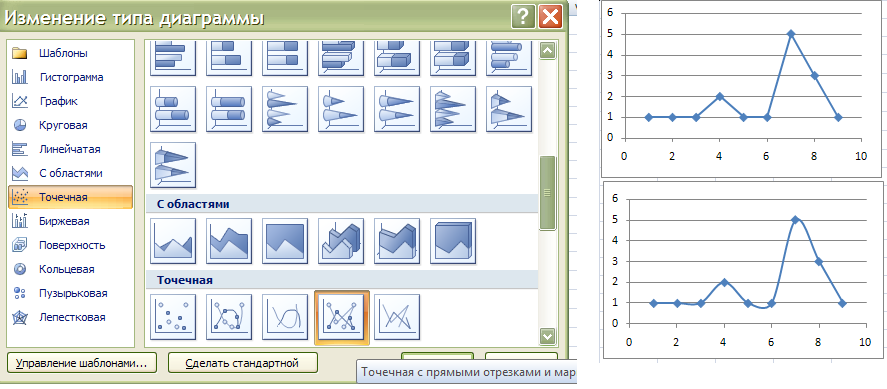 Изменение типа диаграммы
Шаблоны
Гистограмма
График
Круговая
Линейчатая
С областями
Точечная
Биржевая
Поверхность
Кольцевая
Пузырьковая
Лепестковая
С областями
Точечная
Управление шаблонами...
Сделать стандартной
Точечная с прямыми отрезками и мар
6
5
4
3
2
1
0
0 2 4 6 8 10
6
5
4
3
2
1
0
0 2 4 6 8 10